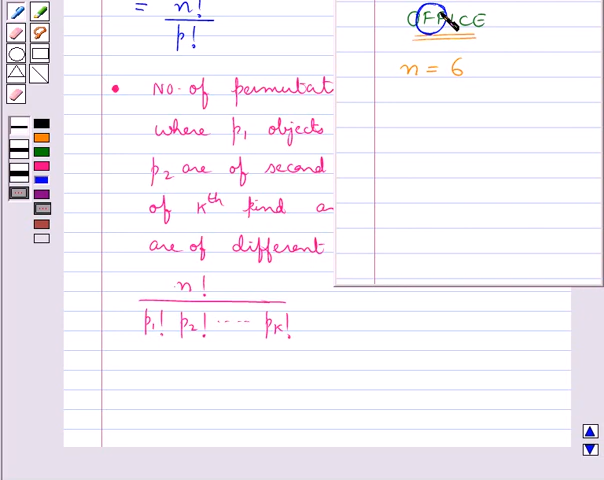 = n!
p!
• NO. of permutat
where p₁ objects
p₂ are of second
of Kᵗʰ kind a
are of different
n!
p₁! p₂! ···· pₖ!
OFFICE
n = 6